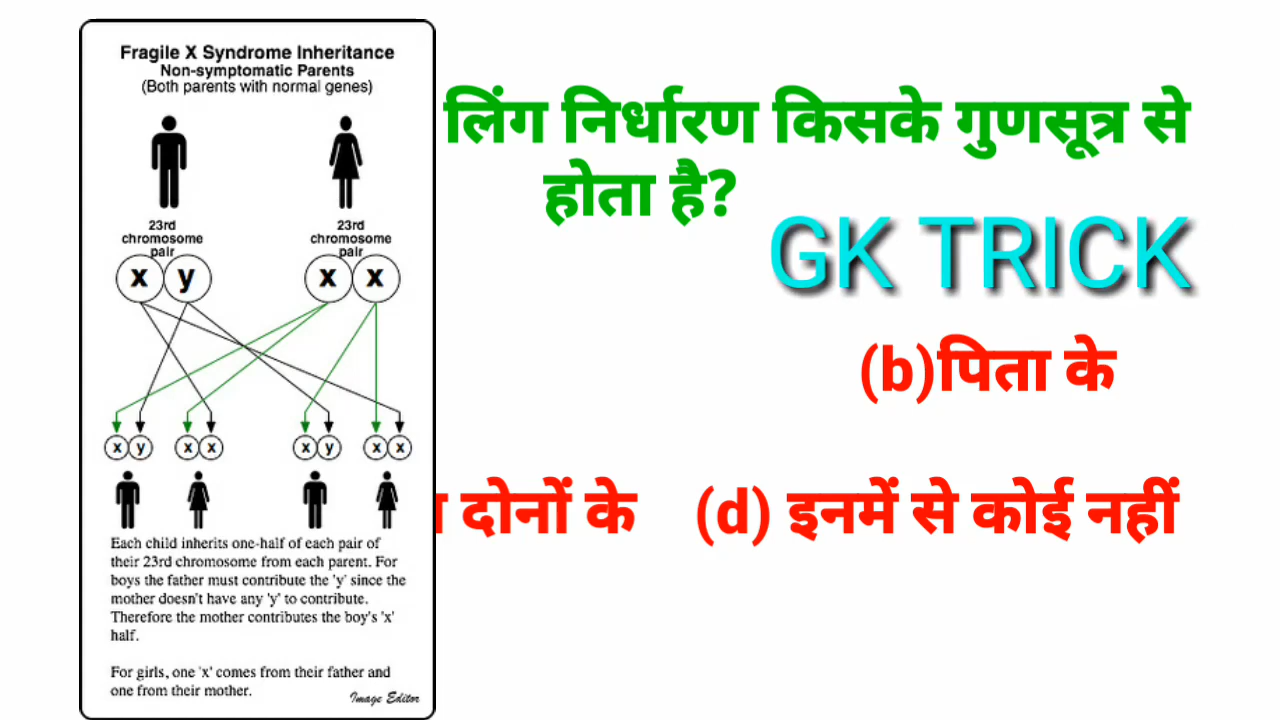 Fragile X Syndrome Inheritance
Non-symptomatic Parents
(Both parents with normal genes)
23rd
chromosome
pair
23rd
chromosome
pair
x y
x x
x y
x x
x y
x x
Each child inherits one-half of each pair of
their 23rd chromosome from each parent. For
boys the father must contribute the 'y' since the
mother doesn't have any 'y' to contribute.
Therefore the mother contributes the boy's 'x'
half.
For girls, one 'x' comes from their father and
one from their mother.
Image Editor
लिंग निर्धारण किसके गुणसूत्र से
होता है?
GK TRICK
(b)पिता के
दोनों के (d) इनमें से कोई नहीं